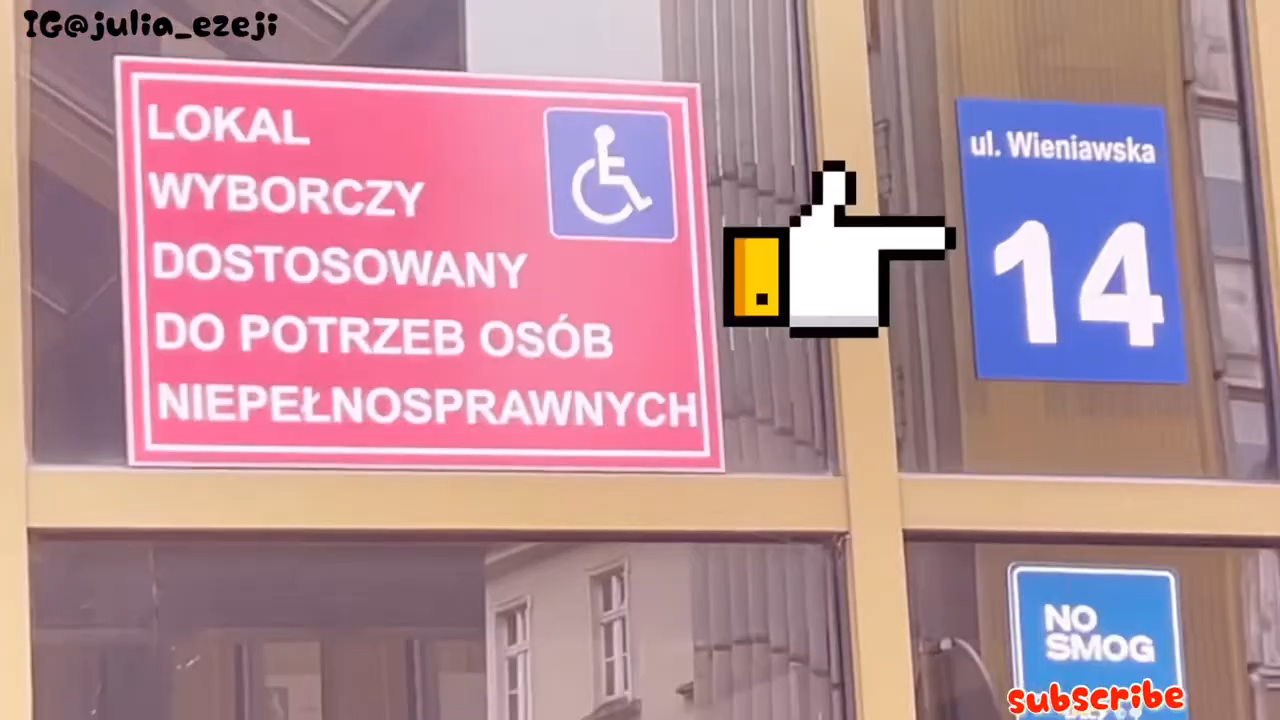 IG@julia_ezeji
LOKAL
WYBORCZY
DOSTOSOWANY
DO POTRZEB OSÓB
NIEPEŁNOSPRAWNYCH
ul. Wieniawska
14
NO
SMOG
subscribe